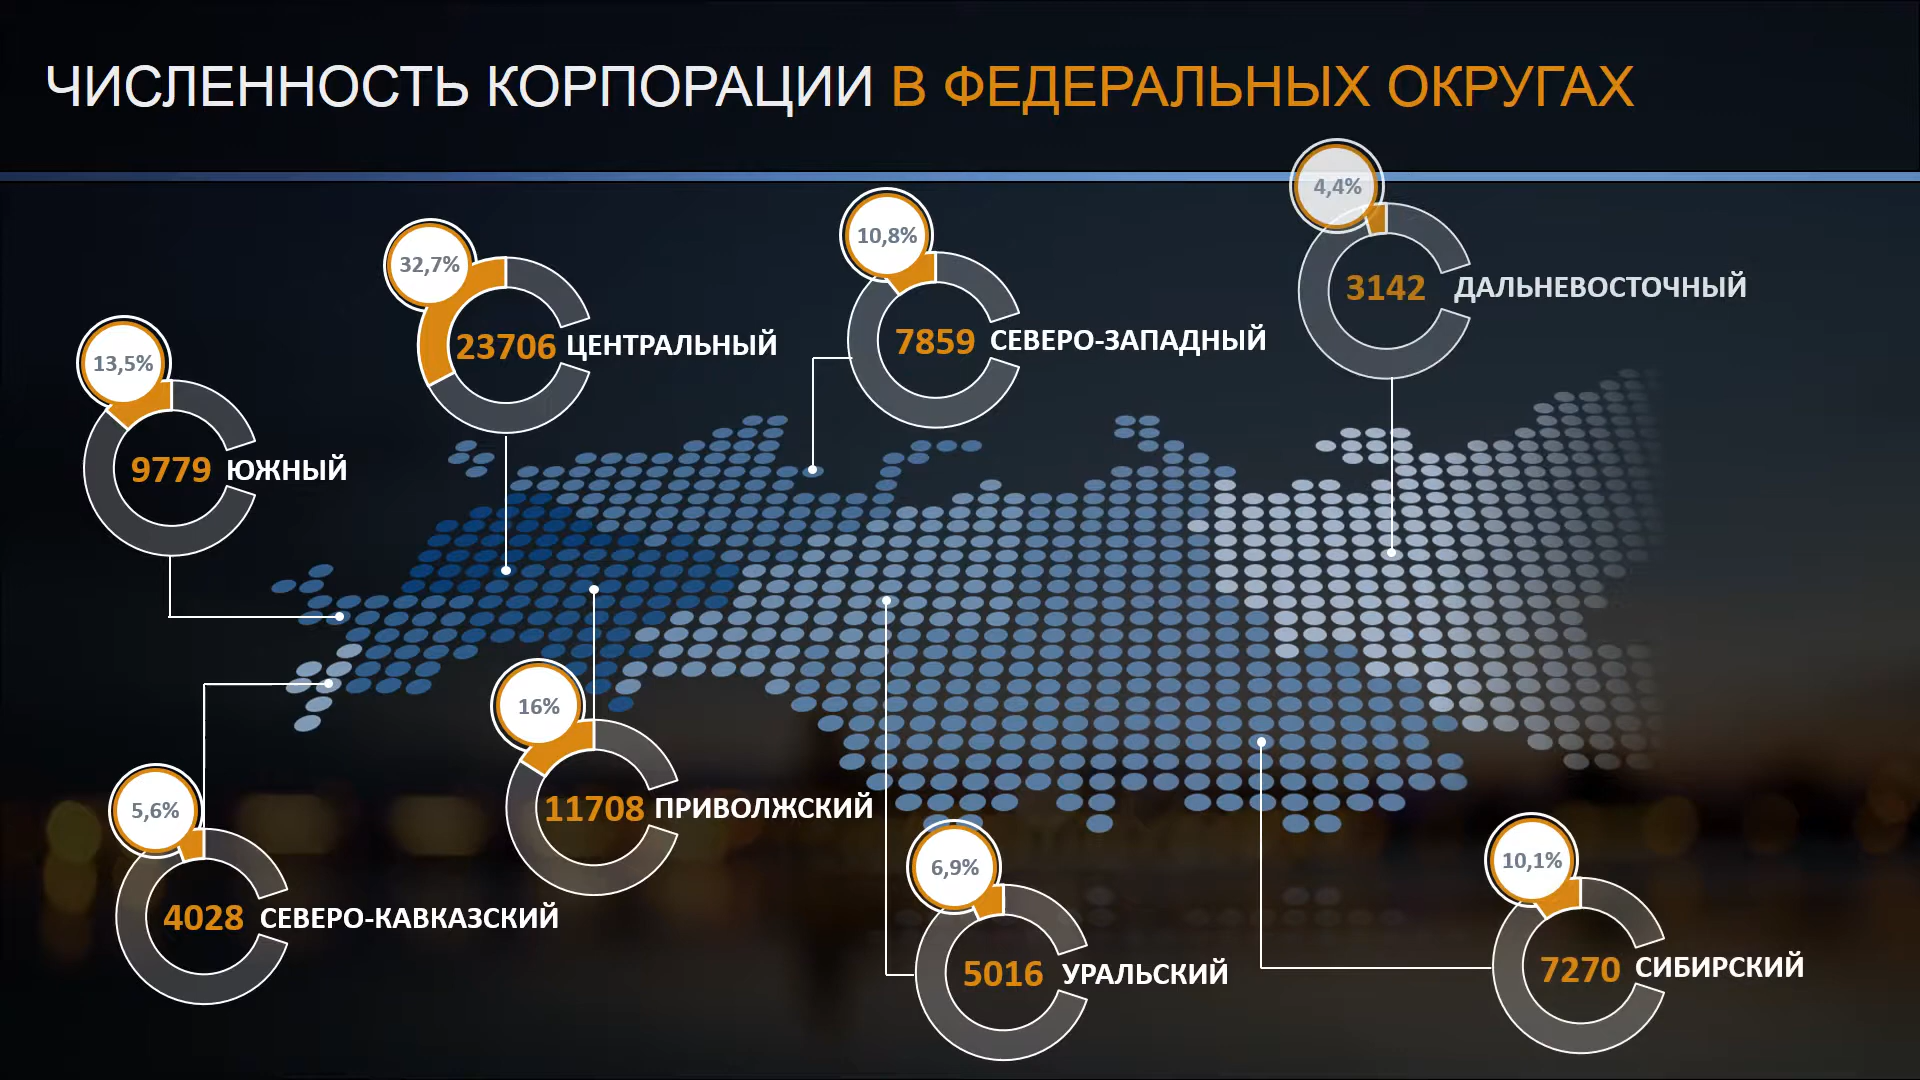 ЧИСЛЕННОСТЬ КОРПОРАЦИИ В ФЕДЕРАЛЬНЫХ ОКРУГАХ
4,4%
3142 ДАЛЬНЕВОСТОЧНЫЙ
10,8%
7859 СЕВЕРО-ЗАПАДНЫЙ
32,7%
23706 ЦЕНТРАЛЬНЫЙ
13,5%
9779 ЮЖНЫЙ
16%
11708 ПРИВОЛЖСКИЙ
5,6%
4028 СЕВЕРО-КАВКАЗСКИЙ
6,9%
5016 УРАЛЬСКИЙ
10,1%
7270 СИБИРСКИЙ